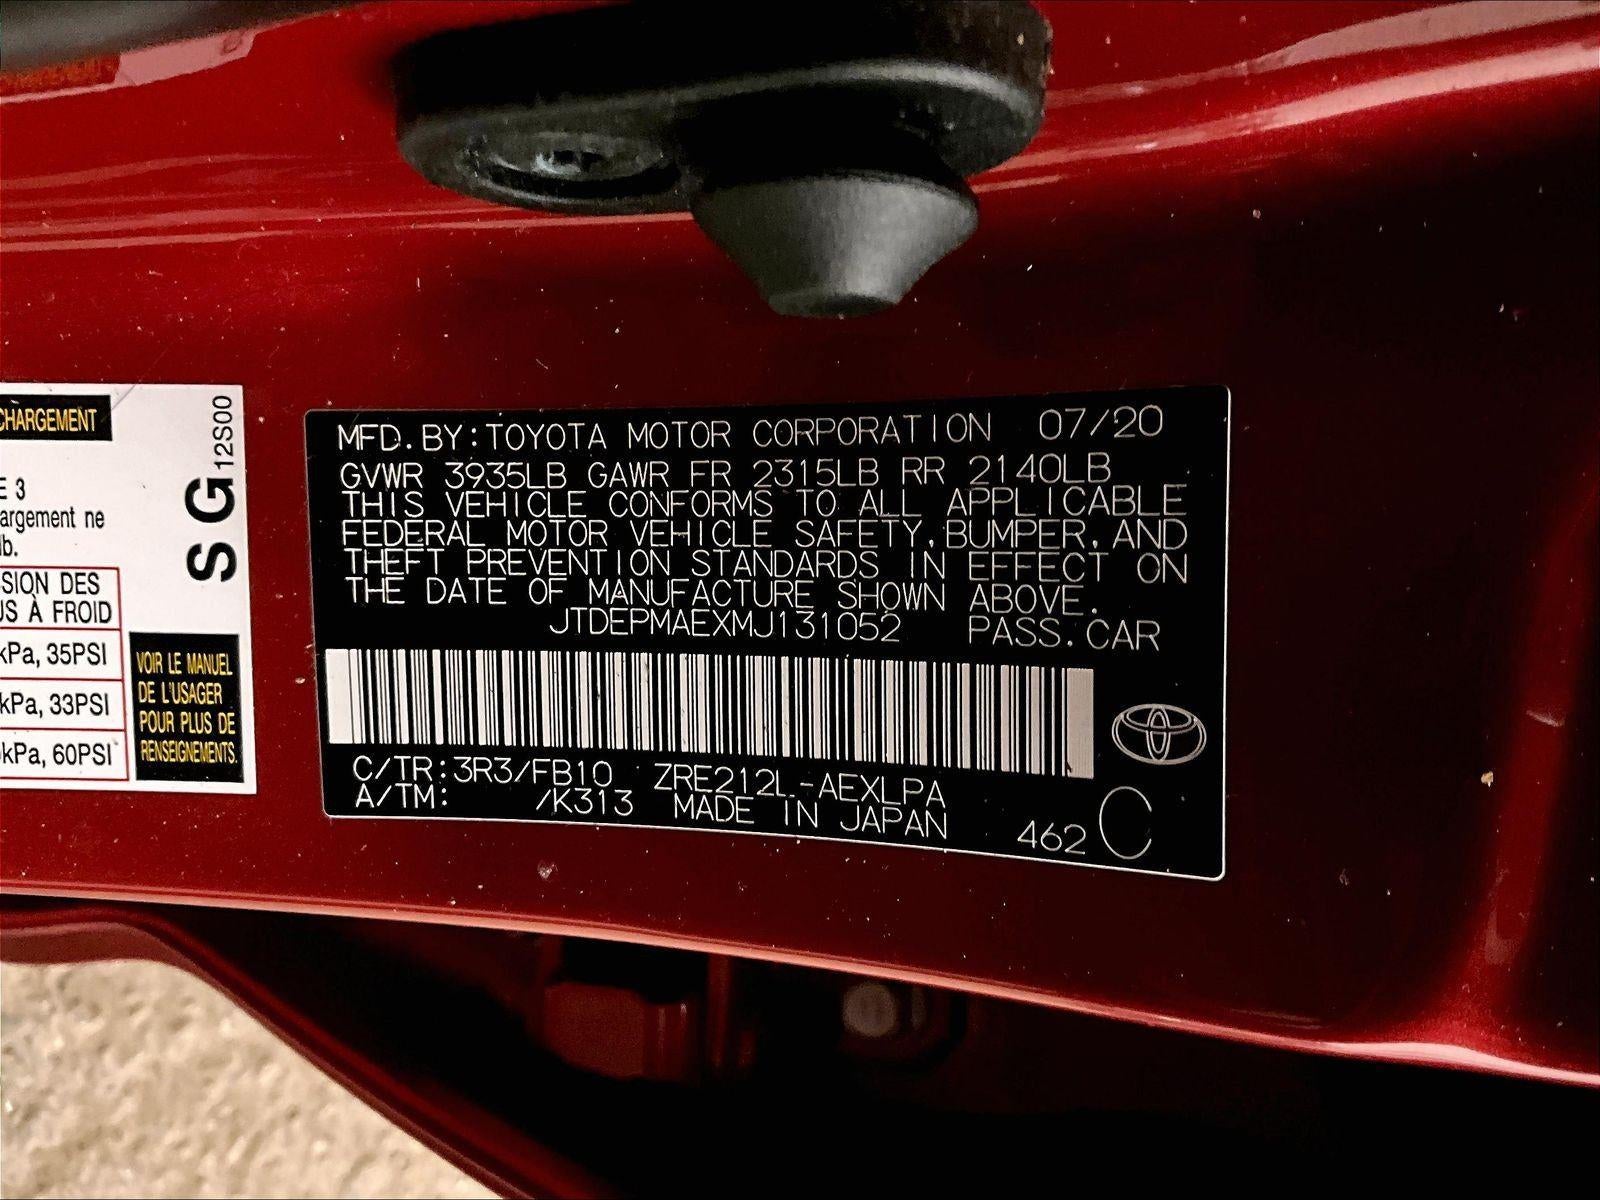 CHARGEMENT
E 3
argement ne
lb.
SION DES
US À FROID
kPa, 35PSI
kPa, 33PSI
kPa, 60PSI
SG12S00
VOIR LE MANUEL
DE L'USAGER
POUR PLUS DE
RENSEIGNEMENTS.
MFD.BY:TOYOTA MOTOR CORPORATION 07/20
GVWR 3935LB GAWR FR 2315LB RR 2140LB
THIS VEHICLE CONFORMS TO ALL APPLICABLE
FEDERAL MOTOR VEHICLE SAFETY,BUMPER,AND
THEFT PREVENTION STANDARDS IN EFFECT ON
THE DATE OF MANUFACTURE SHOWN ABOVE.
JTDEPMAEXMJ131052 PASS.CAR
C/TR:3R3/FB10 ZRE212L-AEXLPA
A/TM: /K313 MADE IN JAPAN
462 C